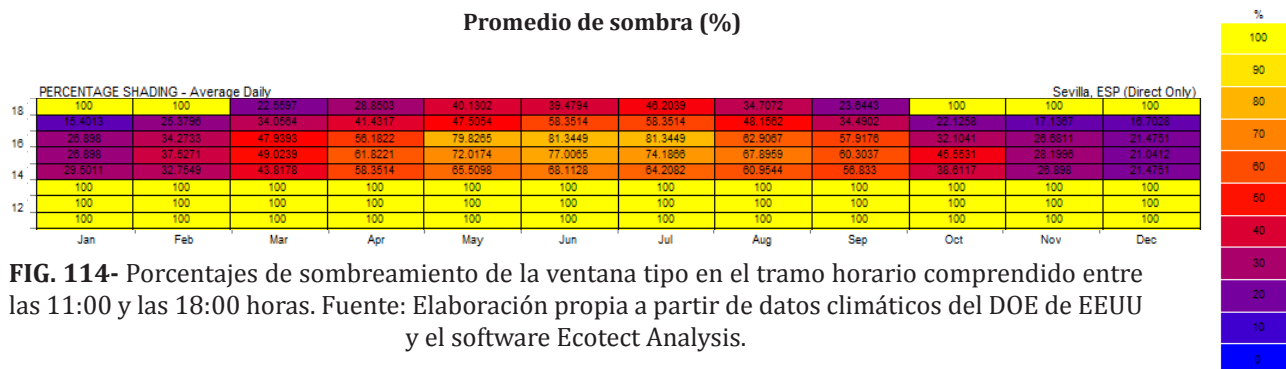 Promedio de sombra (%)
PERCENTAGE SHADING - Average Daily
Sevilla, ESP (Direct Only)
18 100 100 22.5597 28.8503 40.1302 39.4794 46.2039 34.7072 23.6443 100 100 100
15.4013 25.3796 34.0564 41.4317 47.5054 58.3514 58.3514 48.1562 34.4902 22.1258 17.1367 16.7028
16 26.898 34.2733 47.9393 56.1822 79.8265 81.3449 81.3449 62.9067 57.9176 32.1041 26.6811 21.4751
26.898 37.5271 49.0239 61.8221 72.0174 77.0065 74.1866 67.8959 60.3037 45.5531 28.1996 21.0412
14 29.5011 32.7549 43.8178 58.3514 65.5098 68.1128 64.2082 60.9544 56.833 38.6117 26.898 21.4751
100 100 100 100 100 100 100 100 100 100 100 100
12 100 100 100 100 100 100 100 100 100 100 100 100
100 100 100 100 100 100 100 100 100 100 100 100
Jan Feb Mar Apr May Jun Jul Aug Sep Oct Nov Dec
FIG. 114- Porcentajes de sombreamiento de la ventana tipo en el tramo horario comprendido entre
las 11:00 y las 18:00 horas. Fuente: Elaboración propia a partir de datos climáticos del DOE de EEUU
y el software Ecotect Analysis.
%
100
90
80
70
60
50
40
30
20
10
0